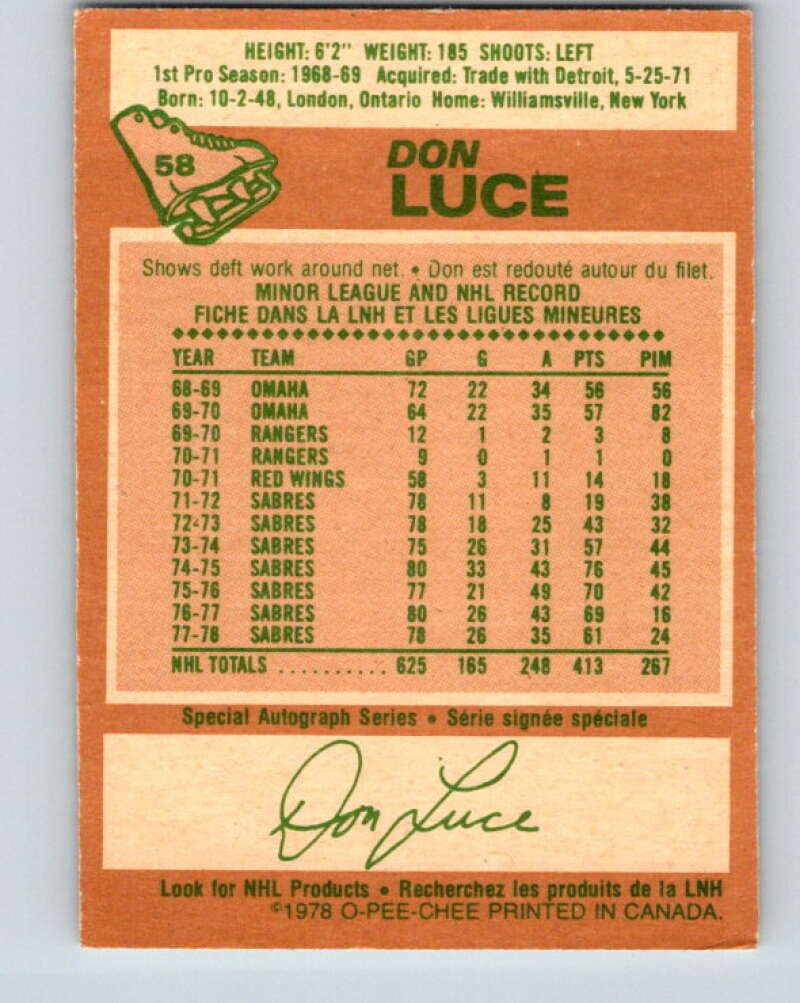 HEIGHT: 6'2" WEIGHT: 185 SHOOTS: LEFT
1st Pro Season: 1968-69 Acquired: Trade with Detroit, 5-25-71
Born: 10-2-48, London, Ontario Home: Williamsville, New York
58
DON
LUCE
Shows deft work around net. • Don est redouté autour du filet.
MINOR LEAGUE AND NHL RECORD
FICHE DANS LA LNH ET LES LIGUES MINEURES
YEAR TEAM GP G A PTS PIM
68-69 OMAHA 72 22 34 56 56
69-70 OMAHA 64 22 35 57 82
69-70 RANGERS 12 1 2 3 8
70-71 RANGERS 9 0 1 1 0
70-71 RED WINGS 58 3 11 14 18
71-72 SABRES 78 11 8 19 38
72-73 SABRES 78 18 25 43 32
73-74 SABRES 75 26 31 57 44
74-75 SABRES 80 33 43 76 45
75-76 SABRES 77 21 49 70 42
76-77 SABRES 80 26 43 69 16
77-78 SABRES 78 26 35 61 24
NHL TOTALS .......... 625 165 248 413 267
Special Autograph Series • Série signée spéciale
Don Luce
Look for NHL Products • Recherchez les produits de la LNH
©1978 O-PEE-CHEE PRINTED IN CANADA.